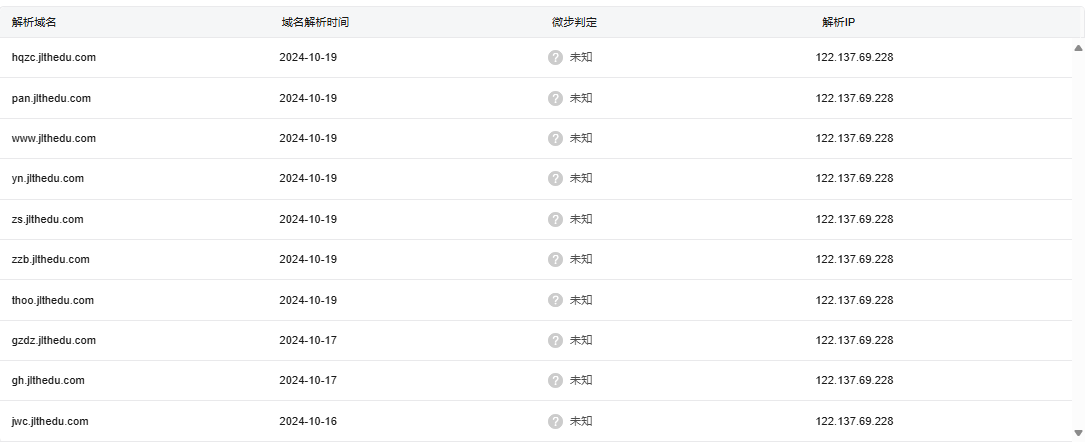 解析域名 域名解析时间 微步判定 解析IP
hqzc.jlthedu.com 2024-10-19 ? 未知 122.137.69.228
pan.jlthedu.com 2024-10-19 ? 未知 122.137.69.228
www.jlthedu.com 2024-10-19 ? 未知 122.137.69.228
yn.jlthedu.com 2024-10-19 ? 未知 122.137.69.228
zs.jlthedu.com 2024-10-19 ? 未知 122.137.69.228
zzb.jlthedu.com 2024-10-19 ? 未知 122.137.69.228
thoo.jlthedu.com 2024-10-19 ? 未知 122.137.69.228
gzdz.jlthedu.com 2024-10-17 ? 未知 122.137.69.228
gh.jlthedu.com 2024-10-17 ? 未知 122.137.69.228
jwc.jlthedu.com 2024-10-16 ? 未知 122.137.69.228